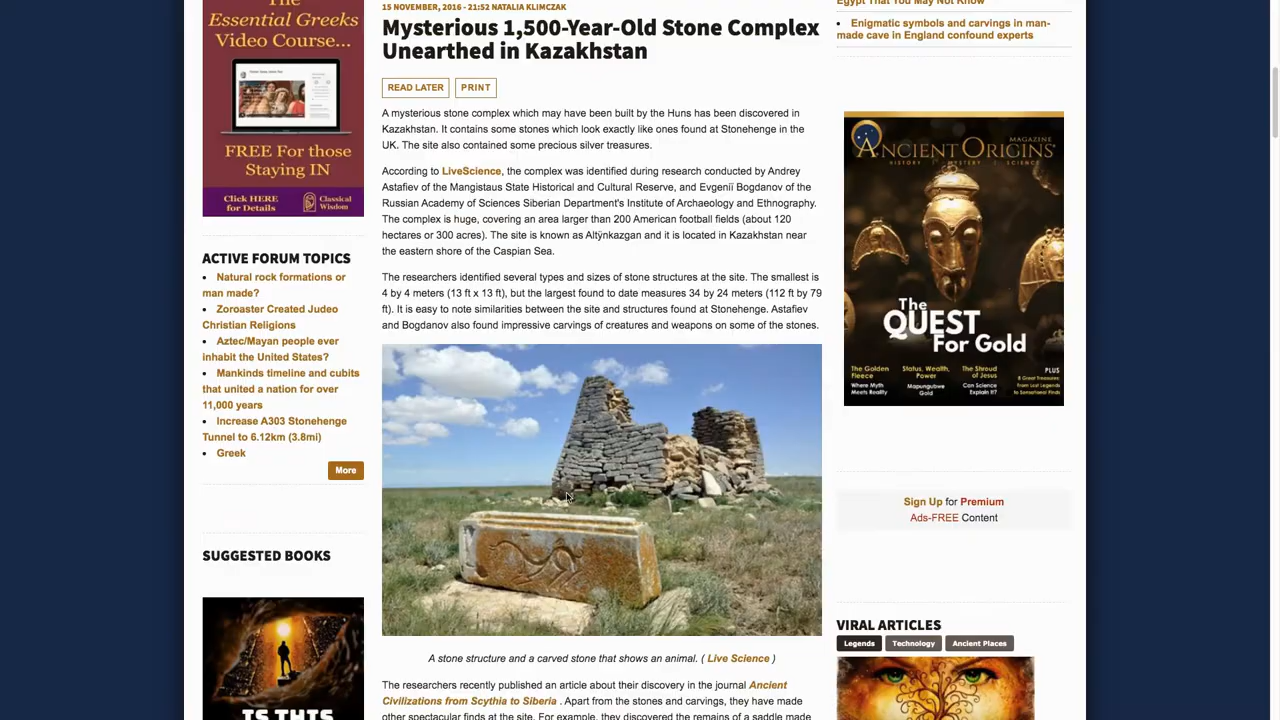 The
Essential Greeks
Video Course...
FREE For those
Staying IN
Click HERE
for Details
Classical
Wisdom
ACTIVE FORUM TOPICS
• Natural rock formations or
man made?
• Zoroaster Created Judeo
Christian Religions
• Aztec/Mayan people ever
inhabit the United States?
• Mankinds timeline and cubits
that united a nation for over
11,000 years
• Increase A303 Stonehenge
Tunnel to 6.12km (3.8mi)
• Greek
More
SUGGESTED BOOKS
IS THIS
15 NOVEMBER, 2016 - 21:52 NATALIA KLIMCZAK
Mysterious 1,500-Year-Old Stone Complex
Unearthed in Kazakhstan
READ LATER
PRINT
A mysterious stone complex which may have been built by the Huns has been discovered in
Kazakhstan. It contains some stones which look exactly like ones found at Stonehenge in the
UK. The site also contained some precious silver treasures.
According to LiveScience, the complex was identified during research conducted by Andrey
Astafiev of the Mangistaus State Historical and Cultural Reserve, and Evgeniï Bogdanov of the
Russian Academy of Sciences Siberian Department's Institute of Archaeology and Ethnography.
The complex is huge, covering an area larger than 200 American football fields (about 120
hectares or 300 acres). The site is known as Altÿnkazgan and it is located in Kazakhstan near
the eastern shore of the Caspian Sea.
The researchers identified several types and sizes of stone structures at the site. The smallest is
4 by 4 meters (13 ft x 13 ft), but the largest found to date measures 34 by 24 meters (112 ft by 79
ft). It is easy to note similarities between the site and structures found at Stonehenge. Astafiev
and Bogdanov also found impressive carvings of creatures and weapons on some of the stones.
A stone structure and a carved stone that shows an animal. ( Live Science )
The researchers recently published an article about their discovery in the journal Ancient
Civilizations from Scythia to Siberia . Apart from the stones and carvings, they have made
other spectacular finds at the site. For example, they discovered the remains of a saddle made
Egypt That You May Not Know
• Enigmatic symbols and carvings in man-
made cave in England confound experts
MAGAZINE
ANCIENT ORIGINS
HISTORY MYSTERY SCIENCE
The
QUEST
For Gold
The Golden
Fleece
Where Myth
Meets Reality
Status, Wealth,
Power
Mapungubwe
Gold
The Shroud
of Jesus
Can Science
Explain It?
PLUS
8 Great Treasures
From Lost Legends
to Sensational Finds
Sign Up for Premium
Ads-FREE Content
VIRAL ARTICLES
Legends
Technology
Ancient Places